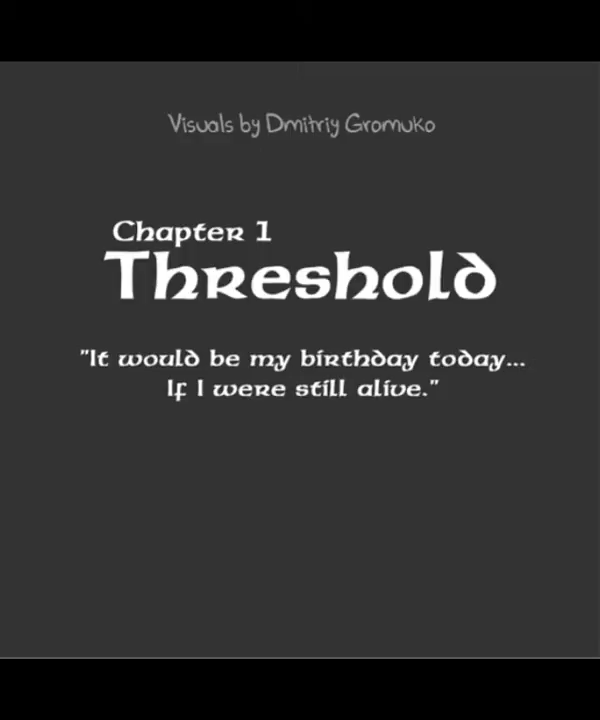 Visuals by Dmitriy Gromuko
Chapter 1
Threshold
"It would be my birthday today...
If I were still alive."